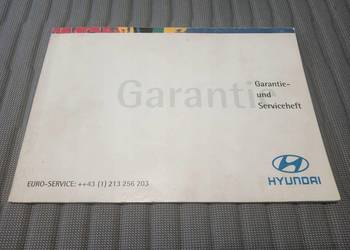 Garanti
Garantie-
und
Serviceheft
HYUNDAI
EURO-SERVICE: ++43 (1) 213 256 203